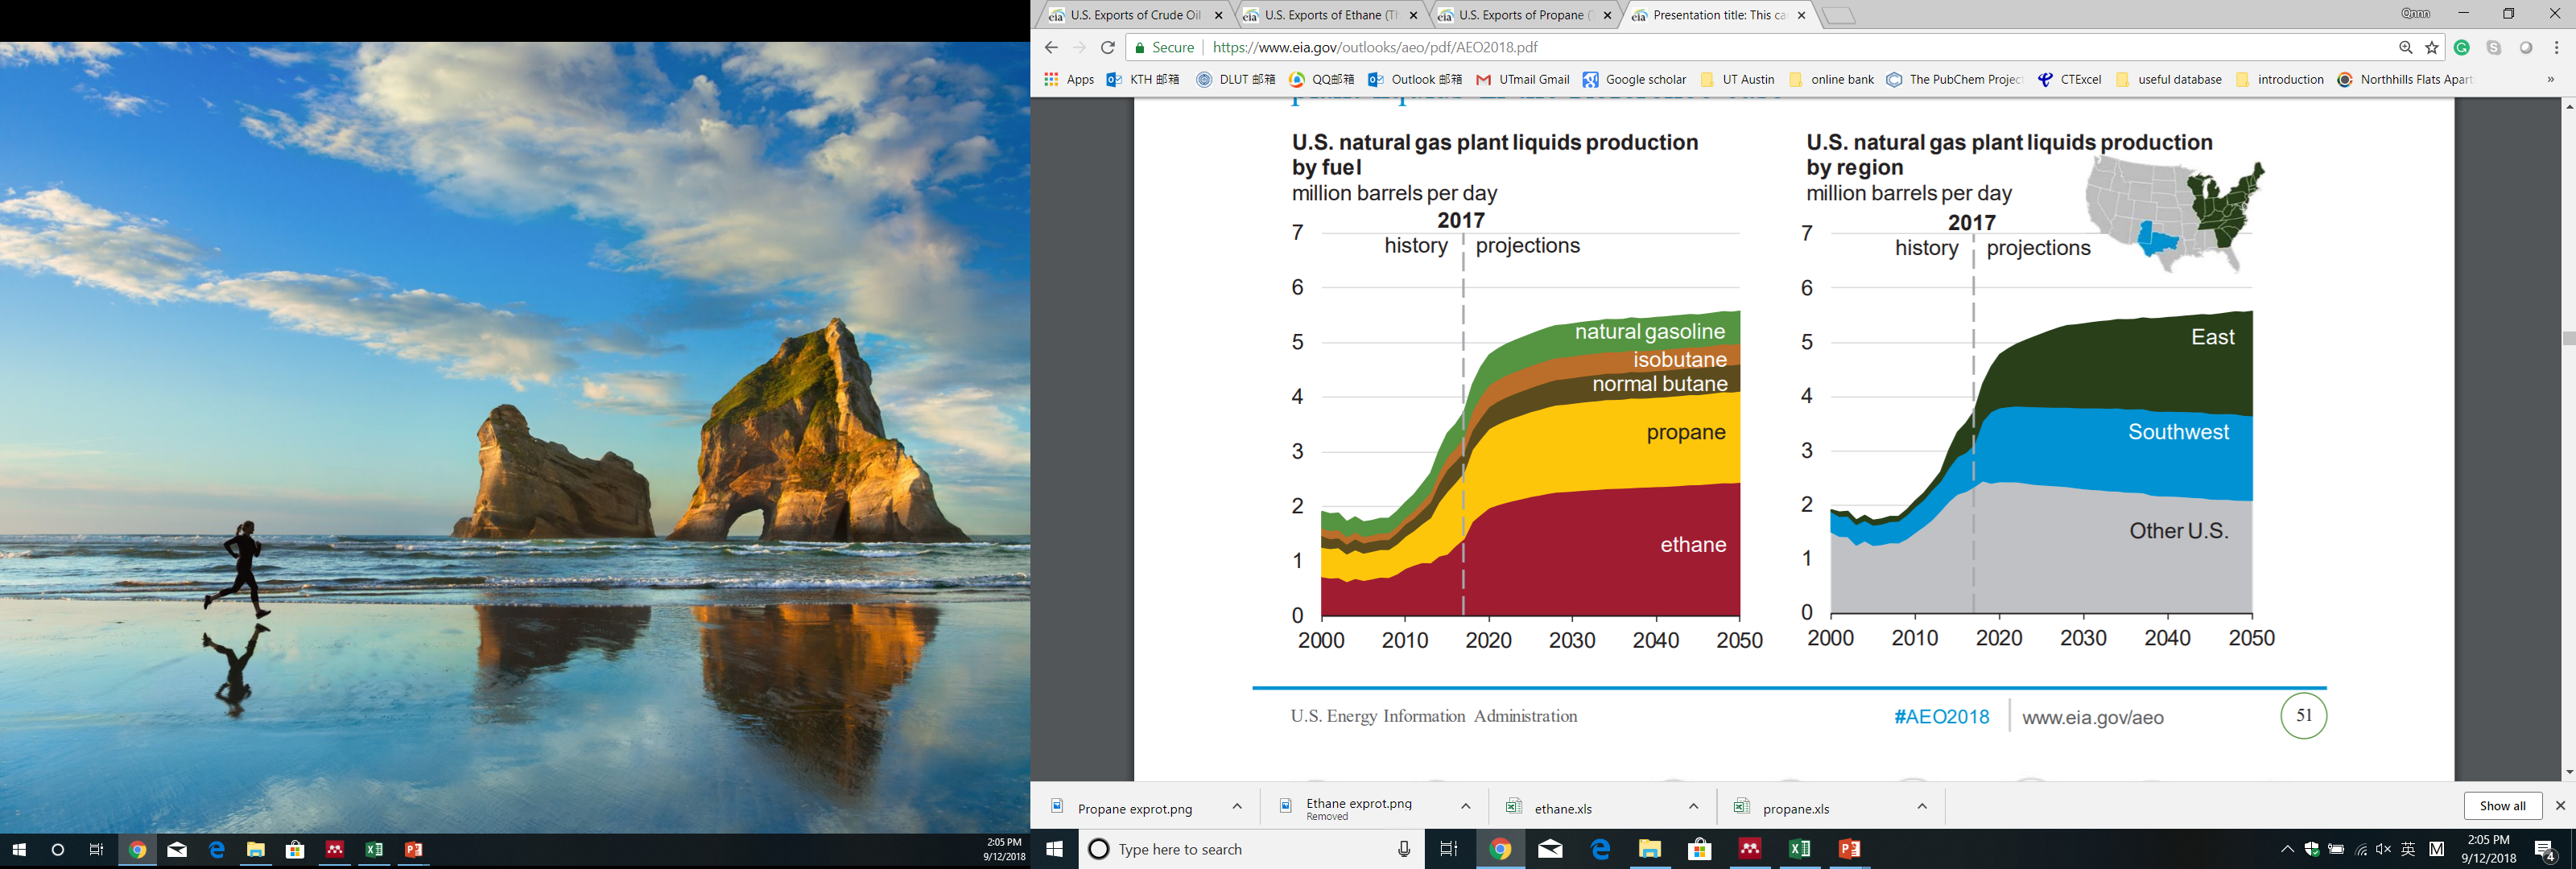 2:05 PM
9/12/2018
U.S. Exports of Crude Oil
U.S. Exports of Ethane (Th
U.S. Exports of Propane (
Presentation title: This ca
Qnnn
Secure
https://www.eia.gov/outlooks/aeo/pdf/AEO2018.pdf
Apps
KTH 邮箱
DLUT 邮箱
QQ邮箱
Outlook 邮箱
UTmail Gmail
Google scholar
UT Austin
online bank
The PubChem Projec
CTExcel
useful database
introduction
Northhills Flats Apart
»
U.S. natural gas plant liquids production
by fuel
million barrels per day
2017
history
projections
7
6
5
4
3
2
1
0
natural gasoline
isobutane
normal butane
propane
ethane
2000
2010
2020
2030
2040
2050
U.S. natural gas plant liquids production
by region
million barrels per day
2017
history
projections
7
6
5
4
3
2
1
0
East
Southwest
Other U.S.
2000
2010
2020
2030
2040
2050
U.S. Energy Information Administration
#AEO2018
www.eia.gov/aeo
51
Propane exprot.png
Ethane exprot.png
Removed
ethane.xls
propane.xls
Show all
Type here to search
英
M
2:05 PM
9/12/2018
4